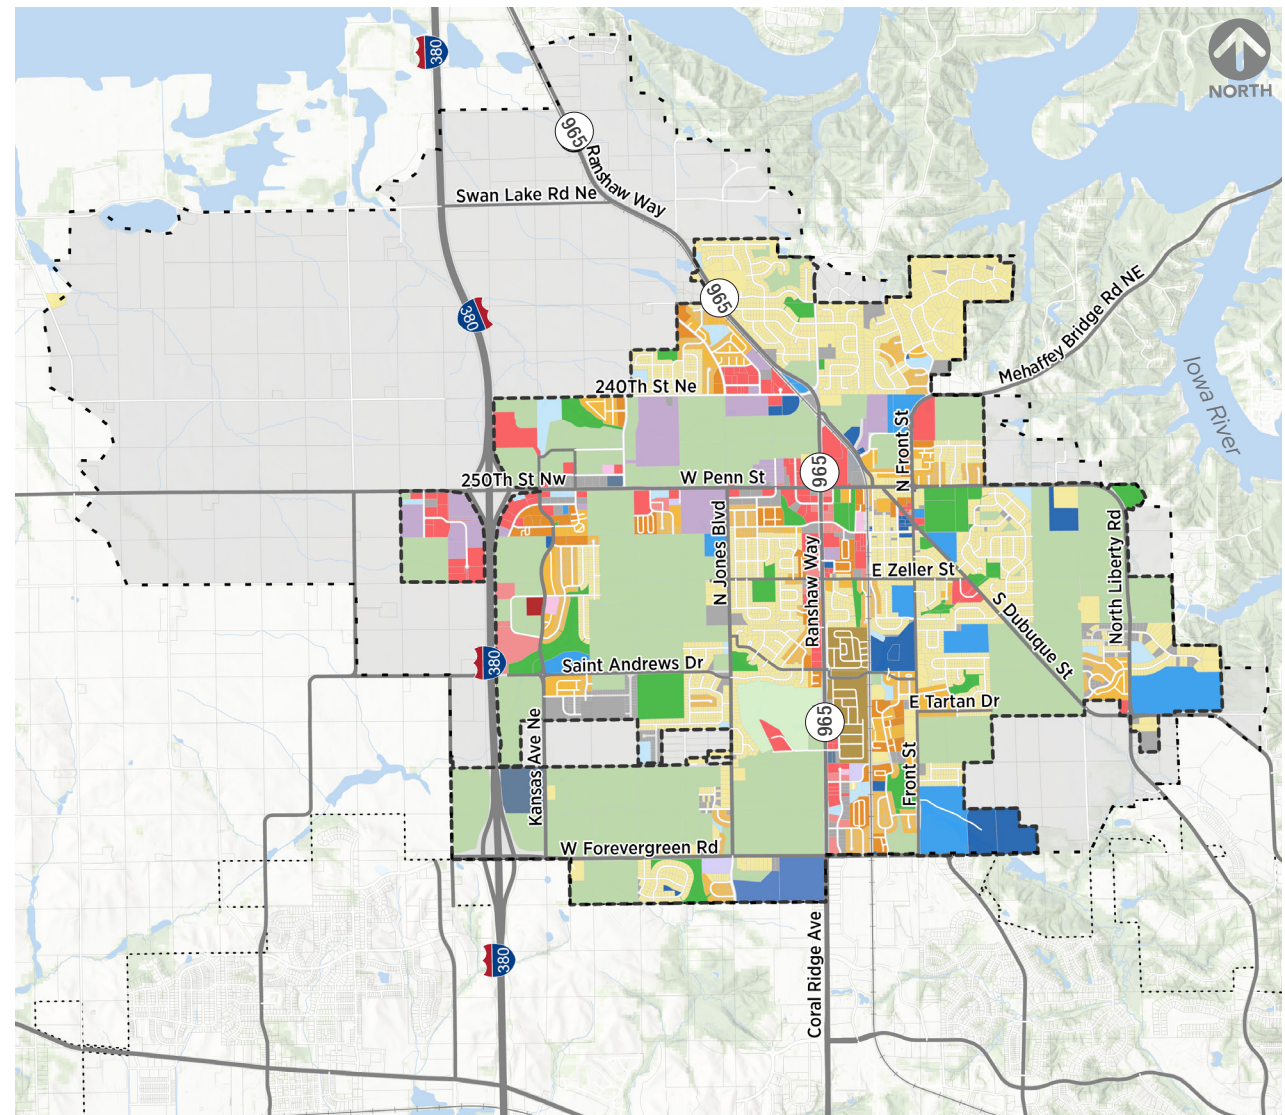 380
NORTH
965
Ranshaw Way
Swan Lake Rd Ne
965
380
Mehaffey Bridge Rd NE
Iowa River
240Th St Ne
N Front St
965
250Th St Nw
W Penn St
N Jones Blvd
Ranshaw Way
E Zeller St
S Dubuque St
North Liberty Rd
380
Saint Andrews Dr
E Tartan Dr
965
Kansas Ave Ne
Front St
W Forevergreen Rd
380
Coral Ridge Ave